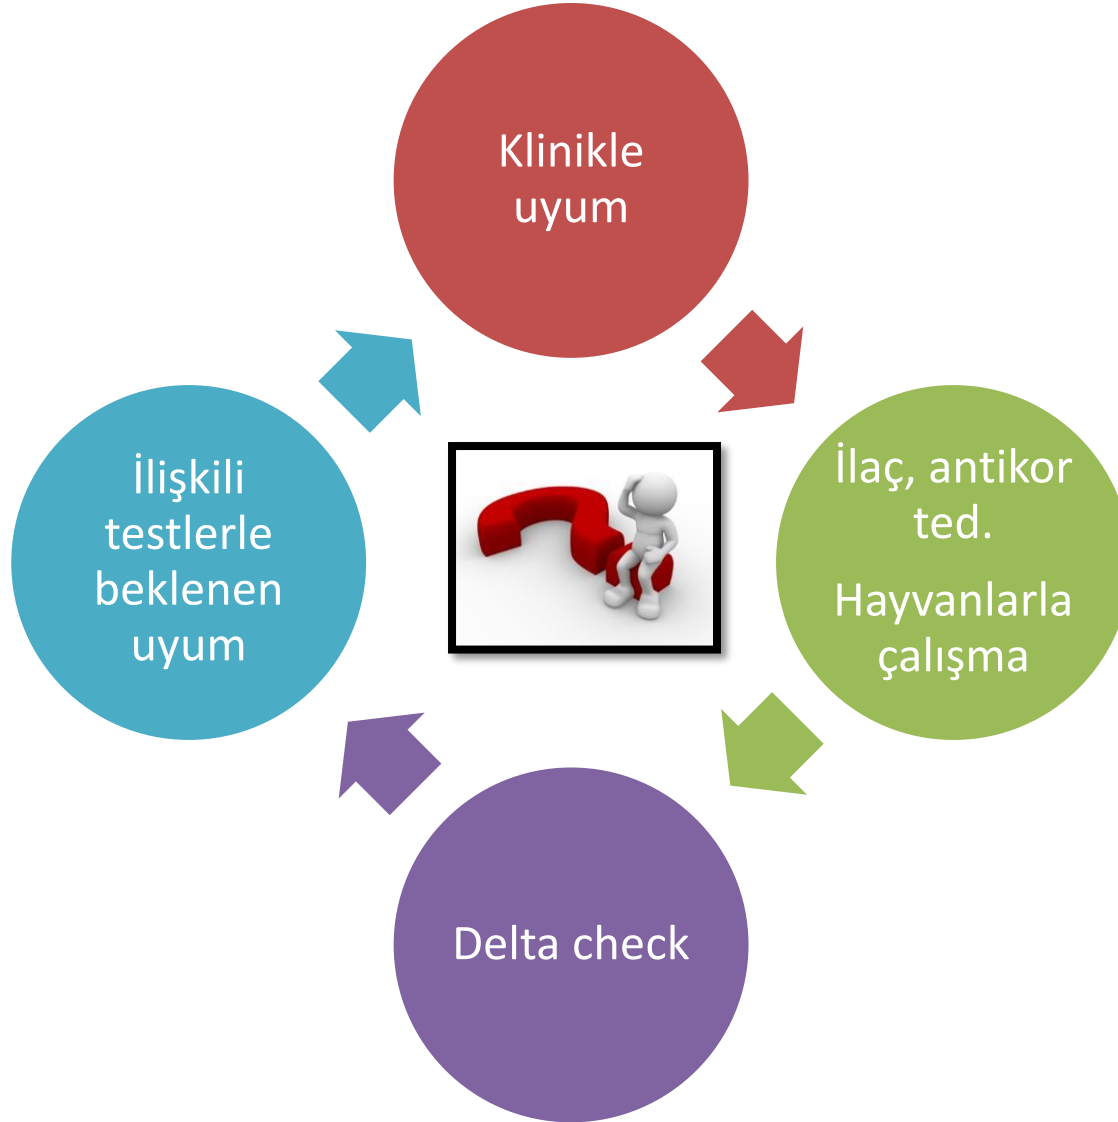 Klinikle
uyum
İlaç, antikor
ted.
Hayvanlarla
çalışma
Delta check
İlişkili
testlerle
beklenen
uyum